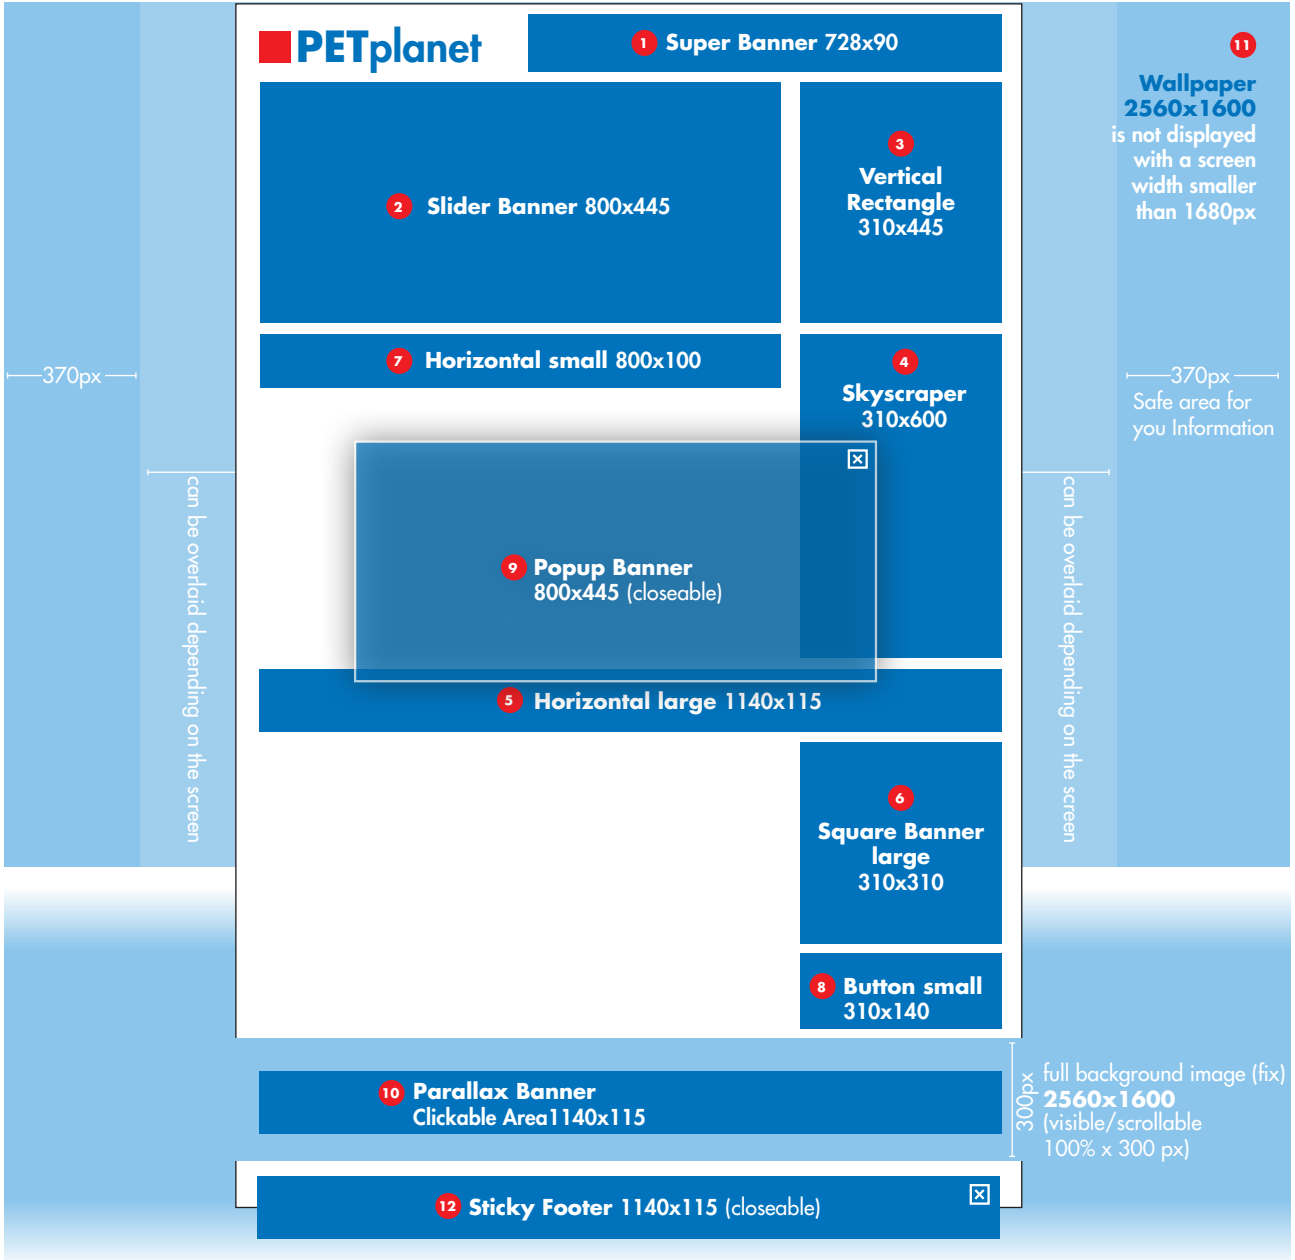 PETplanet
1 Super Banner 728x90
11
Wallpaper
2560x1600
is not displayed
with a screen
width smaller
than 1680px
2 Slider Banner 800x445
3
Vertical
Rectangle
310x445
7 Horizontal small 800x100
4
Skyscraper
310x600
370px
370px
Safe area for
you Information
can be overlaid depending on the screen
can be overlaid depending on the screen
9 Popup Banner
800x445 (closeable)
5 Horizontal large 1140x115
6
Square Banner
large
310x310
8 Button small
310x140
10 Parallax Banner
Clickable Area1140x115
300px
full background image (fix)
2560x1600
(visible/scrollable
100% x 300 px)
12 Sticky Footer 1140x115 (closeable)